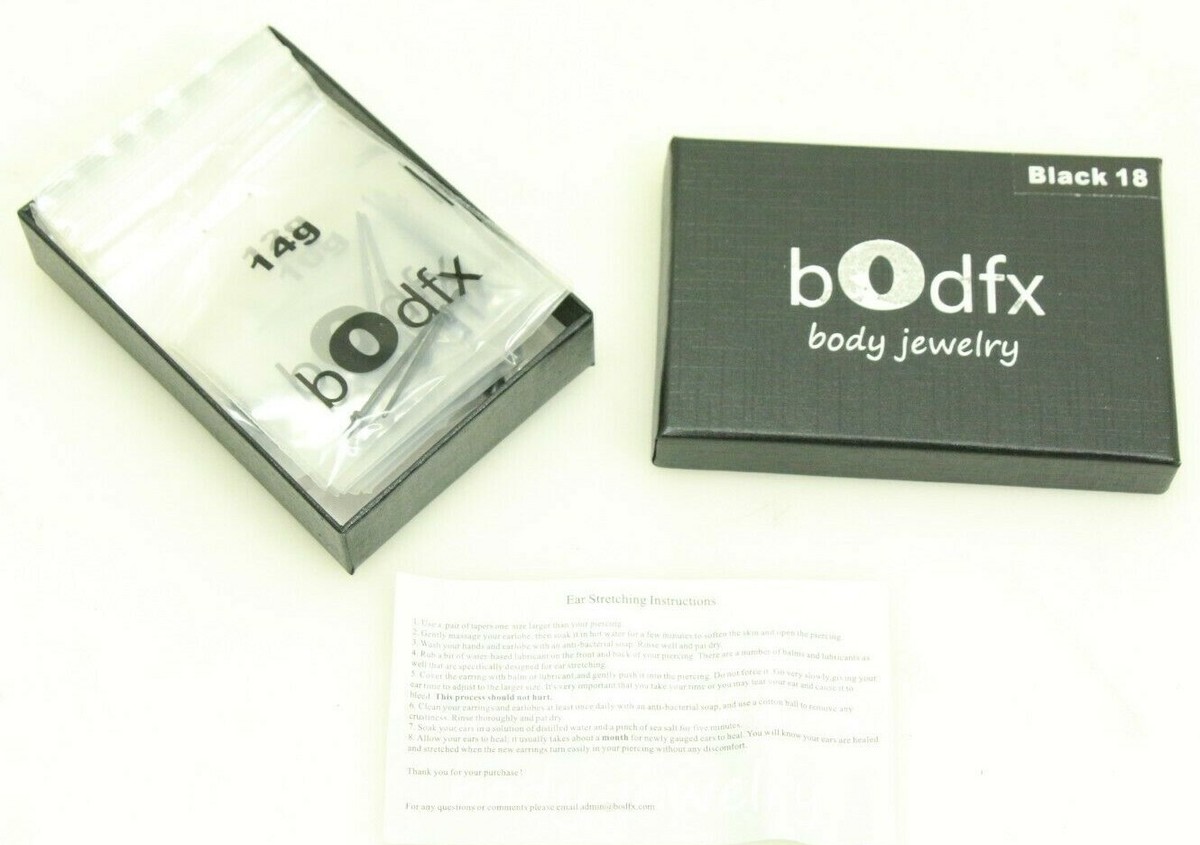 14g
bodfx
Black 18
bOdfx
body jewelry
Ear Stretching Instructions
1. Use a pair of tapers one size larger than your piercing.
2. Gently massage your earlobe, then soak it in hot water for a few minutes to soften the skin and open the piercing.
3. Wash your hands and earlobe with an anti-bacterial soap. Rinse well and pat dry.
4. Rub a bit of water-based lubricant on the front and back of your piercing. There are a number of balms and lubricants as
well that are specifically designed for ear stretching.
5. Cover the earring with balm or lubricant and gently push it into the piercing. Do not force it. Go very slowly, giving your
ear time to adjust to the larger size. It's very important that you take your time or you may tear your ear and cause it to
bleed. This process should not hurt.
6. Clean your earrings and earlobes at least once daily with an anti-bacterial soap, and use a cotton ball to remove any
crustiness. Rinse thoroughly and pat dry.
7. Soak your ears in a solution of distilled water and a pinch of sea salt for five minutes.
8. Allow your ears to heal; it usually takes about a month for newly gauged ears to heal. You will know your ears are healed
and stretched when the new earrings turn easily in your piercing without any discomfort.
Thank you for your purchase!
For any questions or comments please email admin@bodfx.com